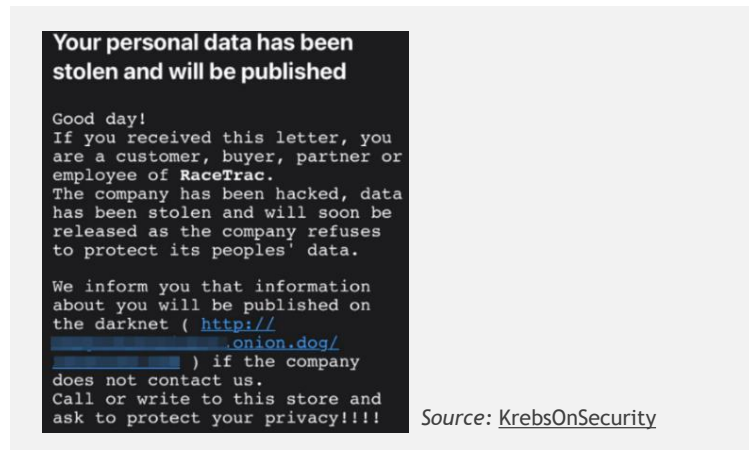 Your personal data has been
stolen and will be published
Good day!
If you received this letter, you
are a customer, buyer, partner or
employee of RaceTrac.
The company has been hacked, data
has been stolen and will soon be
released as the company refuses
to protect its peoples' data.
We inform you that information
about you will be published on
the darknet ( http://
.onion.dog/
) if the company
does not contact us.
Call or write to this store and
ask to protect your privacy!!!!
Source: KrebsOnSecurity